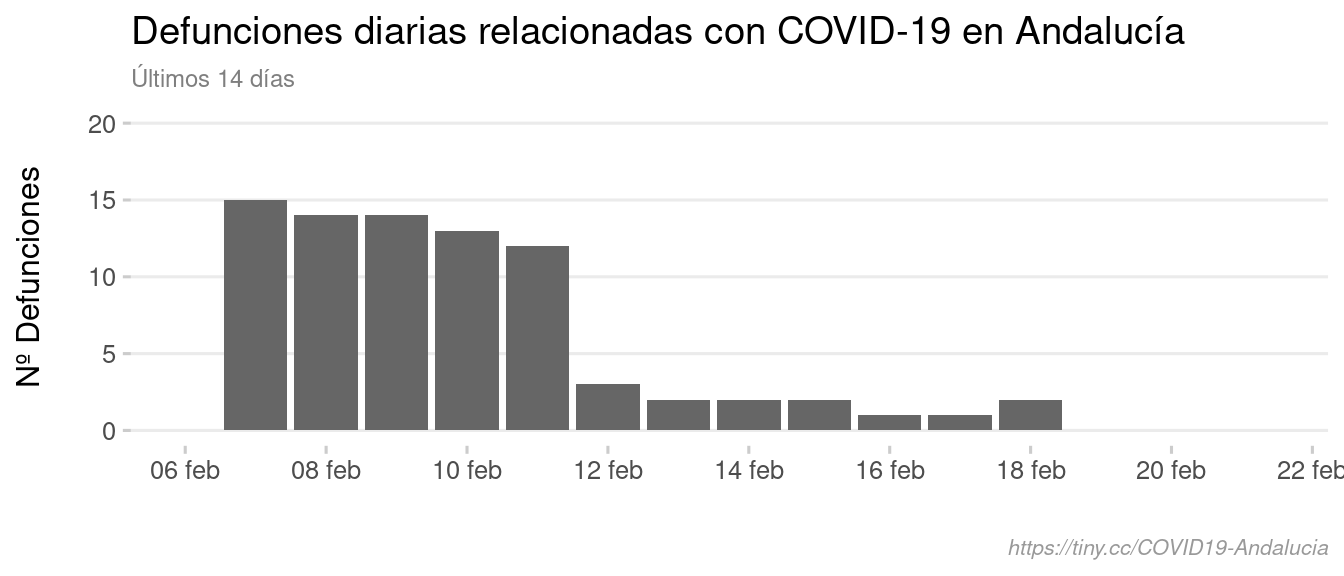 Defunciones diarias relacionadas con COVID-19 en Andalucía
Últimos 14 días
Nº Defunciones
20
15
10
5
0
06 feb 08 feb 10 feb 12 feb 14 feb 16 feb 18 feb 20 feb 22 feb
https://tiny.cc/COVID19-Andalucia